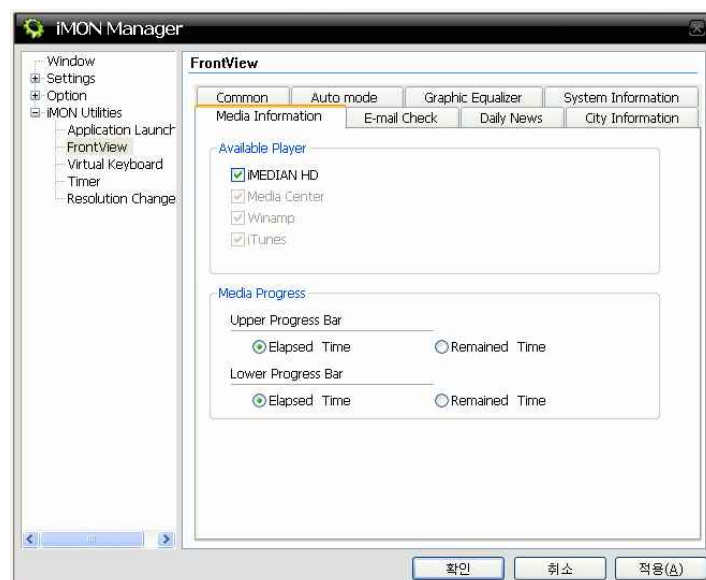 iMON Manager
Window
Settings
Option
iMON Utilities
Application Launch
FrontView
Virtual Keyboard
Timer
Resolution Change
FrontView
Common
Auto mode
Graphic Equalizer
System Information
Media Information
E-mail Check
Daily News
City Information
Available Player
iMEDIAN HD
Media Center
Winamp
iTunes
Media Progress
Upper Progress Bar
Elapsed Time
Remained Time
Lower Progress Bar
Elapsed Time
Remained Time
확인
취소
적용(A)